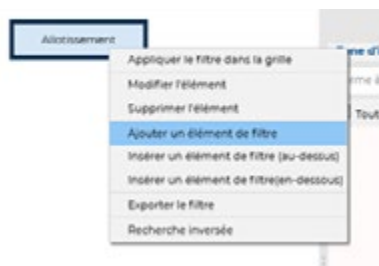 Allotissement
Appliquer le filtre dans la grille
Modifier l'élément
Supprimer l'élément
Ajouter un élément de filtre
Insérer un élément de filtre (au-dessus)
Insérer un élément de filtre(en-dessous)
Exporter le filtre
Recherche inversée
Tout